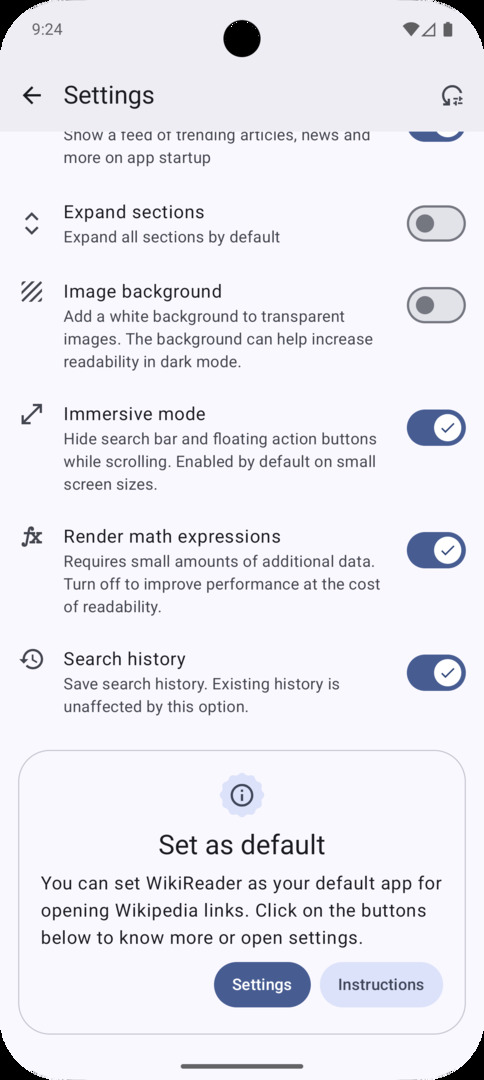 9:24
Settings
Show a feed of trending articles, news and
more on app startup
Expand sections
Expand all sections by default
Image background
Add a white background to transparent
images. The background can help increase
readability in dark mode.
Immersive mode
Hide search bar and floating action buttons
while scrolling. Enabled by default on small
screen sizes.
fx
Render math expressions
Requires small amounts of additional data.
Turn off to improve performance at the cost
of readability.
Search history
Save search history. Existing history is
unaffected by this option.
Set as default
You can set WikiReader as your default app for
opening Wikipedia links. Click on the buttons
below to know more or open settings.
Settings
Instructions